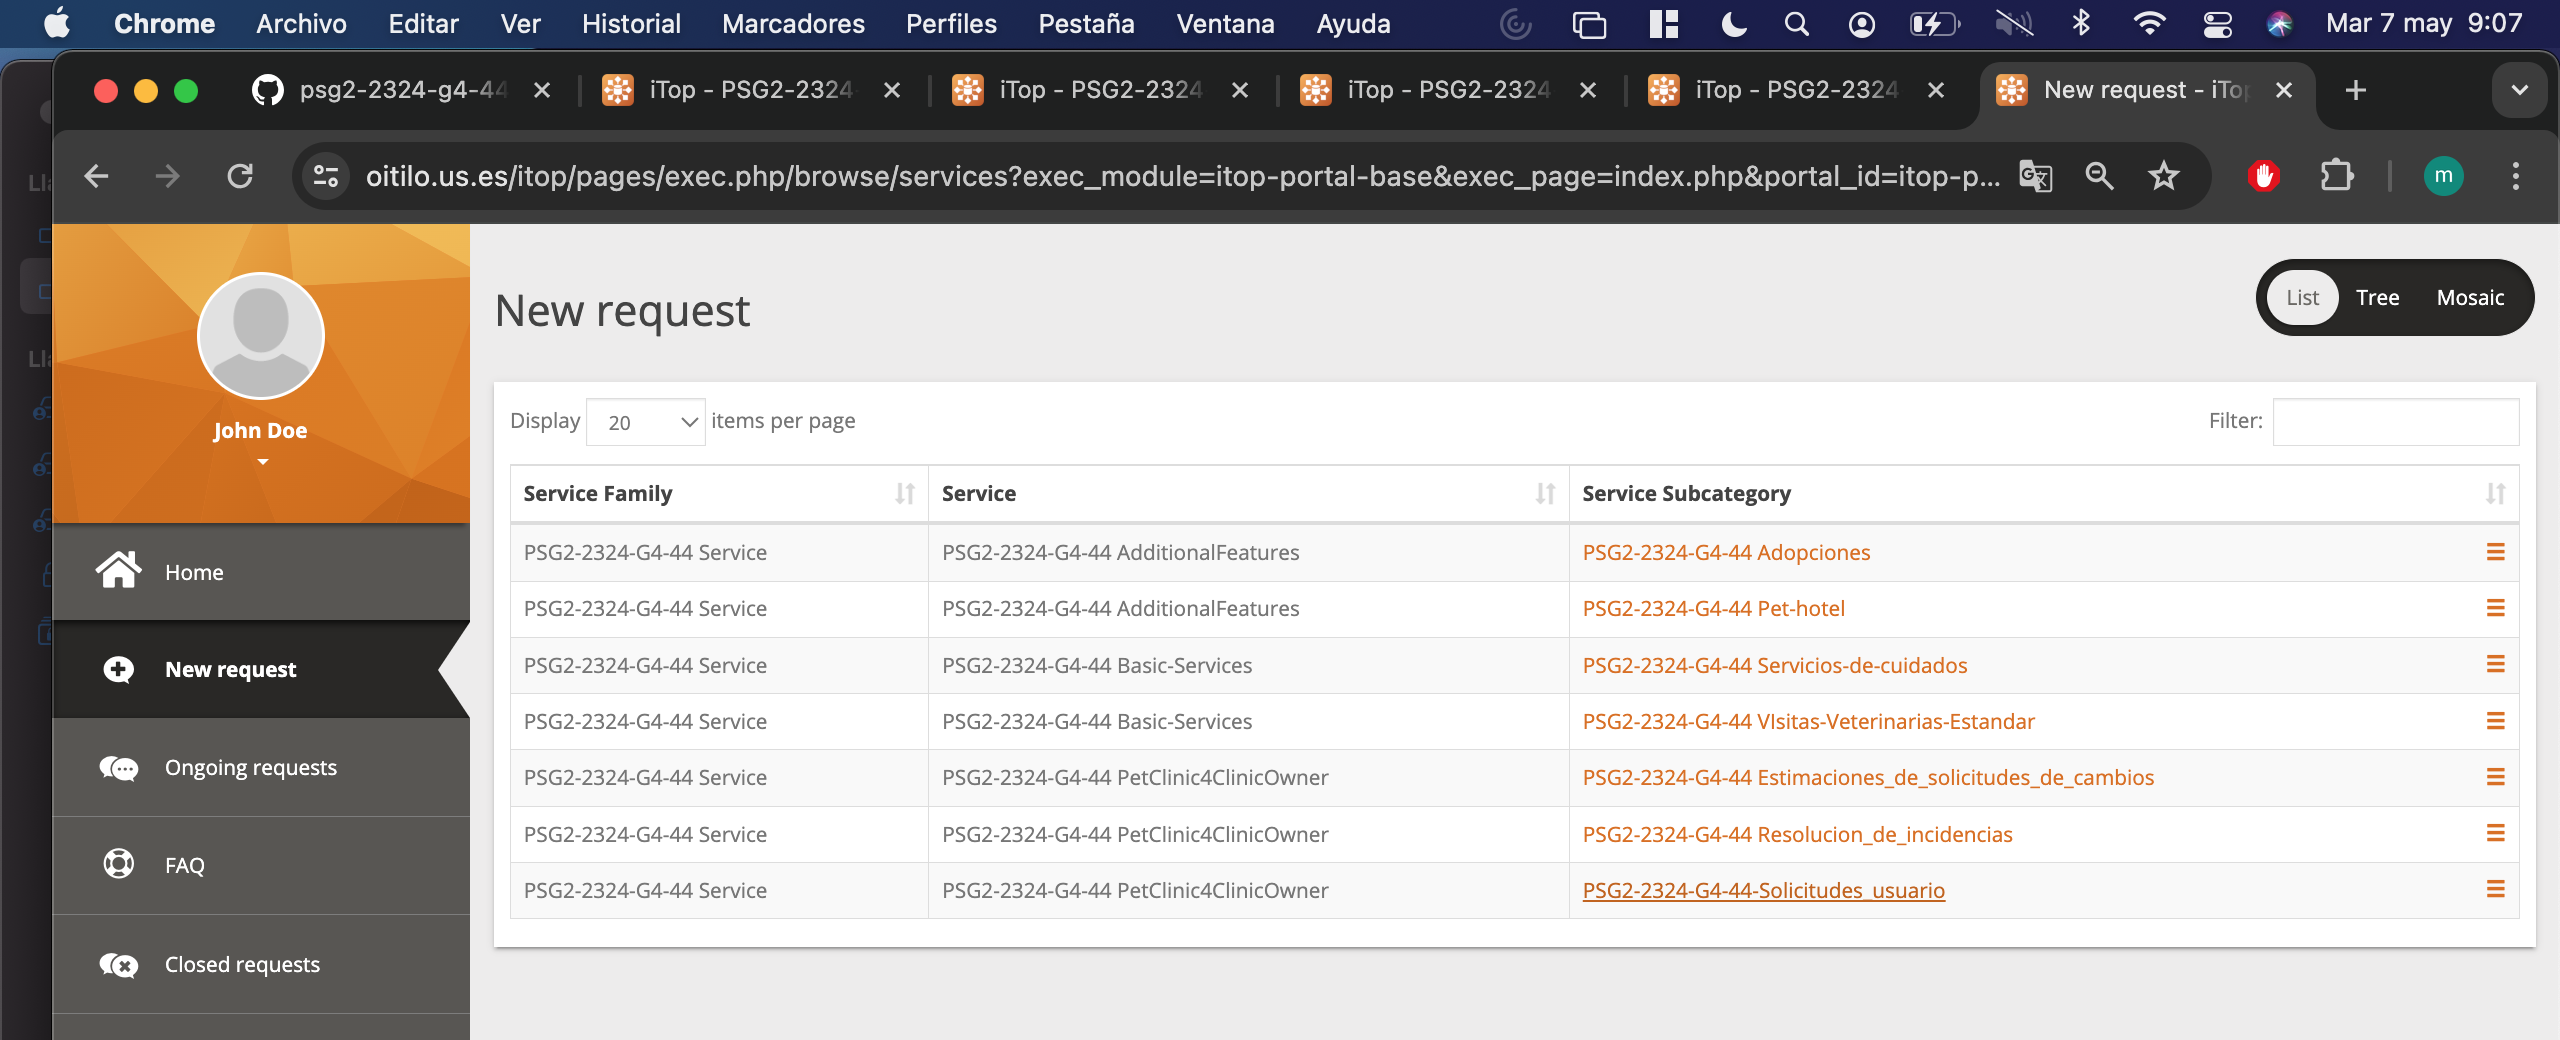 Chrome Archivo Editar Ver Historial Marcadores Perfiles Pestaña Ventana Ayuda Mar 7 may 9:07
psg2-2324-g4-44 iTop - PSG2-2324 iTop - PSG2-2324 iTop - PSG2-2324 iTop - PSG2-2324 New request - iTop
oitilo.us.es/itop/pages/exec.php/browse/services?exec_module=itop-portal-base&exec_page=index.php&portal_id=itop-p... m
John Doe
Home
New request
Ongoing requests
FAQ
Closed requests
New request
List Tree Mosaic
Display 20 items per page Filter:
Service Family Service Service Subcategory
PSG2-2324-G4-44 Service PSG2-2324-G4-44 AdditionalFeatures PSG2-2324-G4-44 Adopciones
PSG2-2324-G4-44 Service PSG2-2324-G4-44 AdditionalFeatures PSG2-2324-G4-44 Pet-hotel
PSG2-2324-G4-44 Service PSG2-2324-G4-44 Basic-Services PSG2-2324-G4-44 Servicios-de-cuidados
PSG2-2324-G4-44 Service PSG2-2324-G4-44 Basic-Services PSG2-2324-G4-44 VIsitas-Veterinarias-Estandar
PSG2-2324-G4-44 Service PSG2-2324-G4-44 PetClinic4ClinicOwner PSG2-2324-G4-44 Estimaciones_de_solicitudes_de_cambios
PSG2-2324-G4-44 Service PSG2-2324-G4-44 PetClinic4ClinicOwner PSG2-2324-G4-44 Resolucion_de_incidencias
PSG2-2324-G4-44 Service PSG2-2324-G4-44 PetClinic4ClinicOwner PSG2-2324-G4-44-Solicitudes_usuario